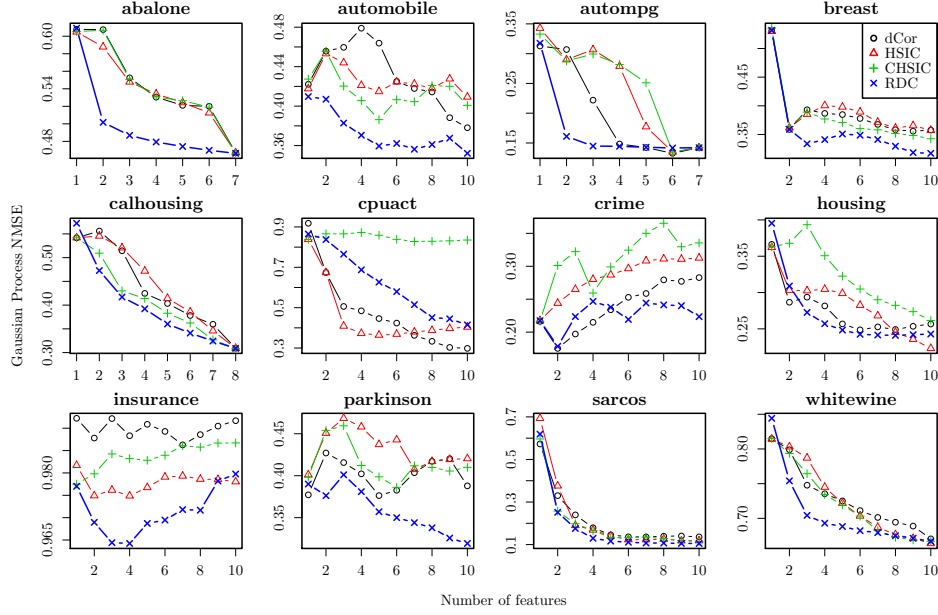 abalone
automobile
autompg
breast
0.60
0.54
0.48
1 2 3 4 5 6 7
0.48
0.44
0.40
0.36
2 4 6 8 10
0.35
0.25
0.15
1 2 3 4 5 6 7
0.45
0.35
2 4 6 8 10
dCor
HSIC
CHSIC
RDC
calhousing
cpuact
crime
housing
0.50
0.40
0.30
1 2 3 4 5 6 7 8
0.9
0.7
0.5
0.3
2 4 6 8 10
0.30
0.20
2 4 6 8 10
0.35
0.25
2 4 6 8 10
insurance
parkinson
sarcos
whitewine
0.980
0.965
2 4 6 8 10
0.45
0.40
0.35
2 4 6 8 10
0.7
0.5
0.3
0.1
2 4 6 8 10
0.80
0.70
2 4 6 8 10
Gaussian Process NMSE
Number of features